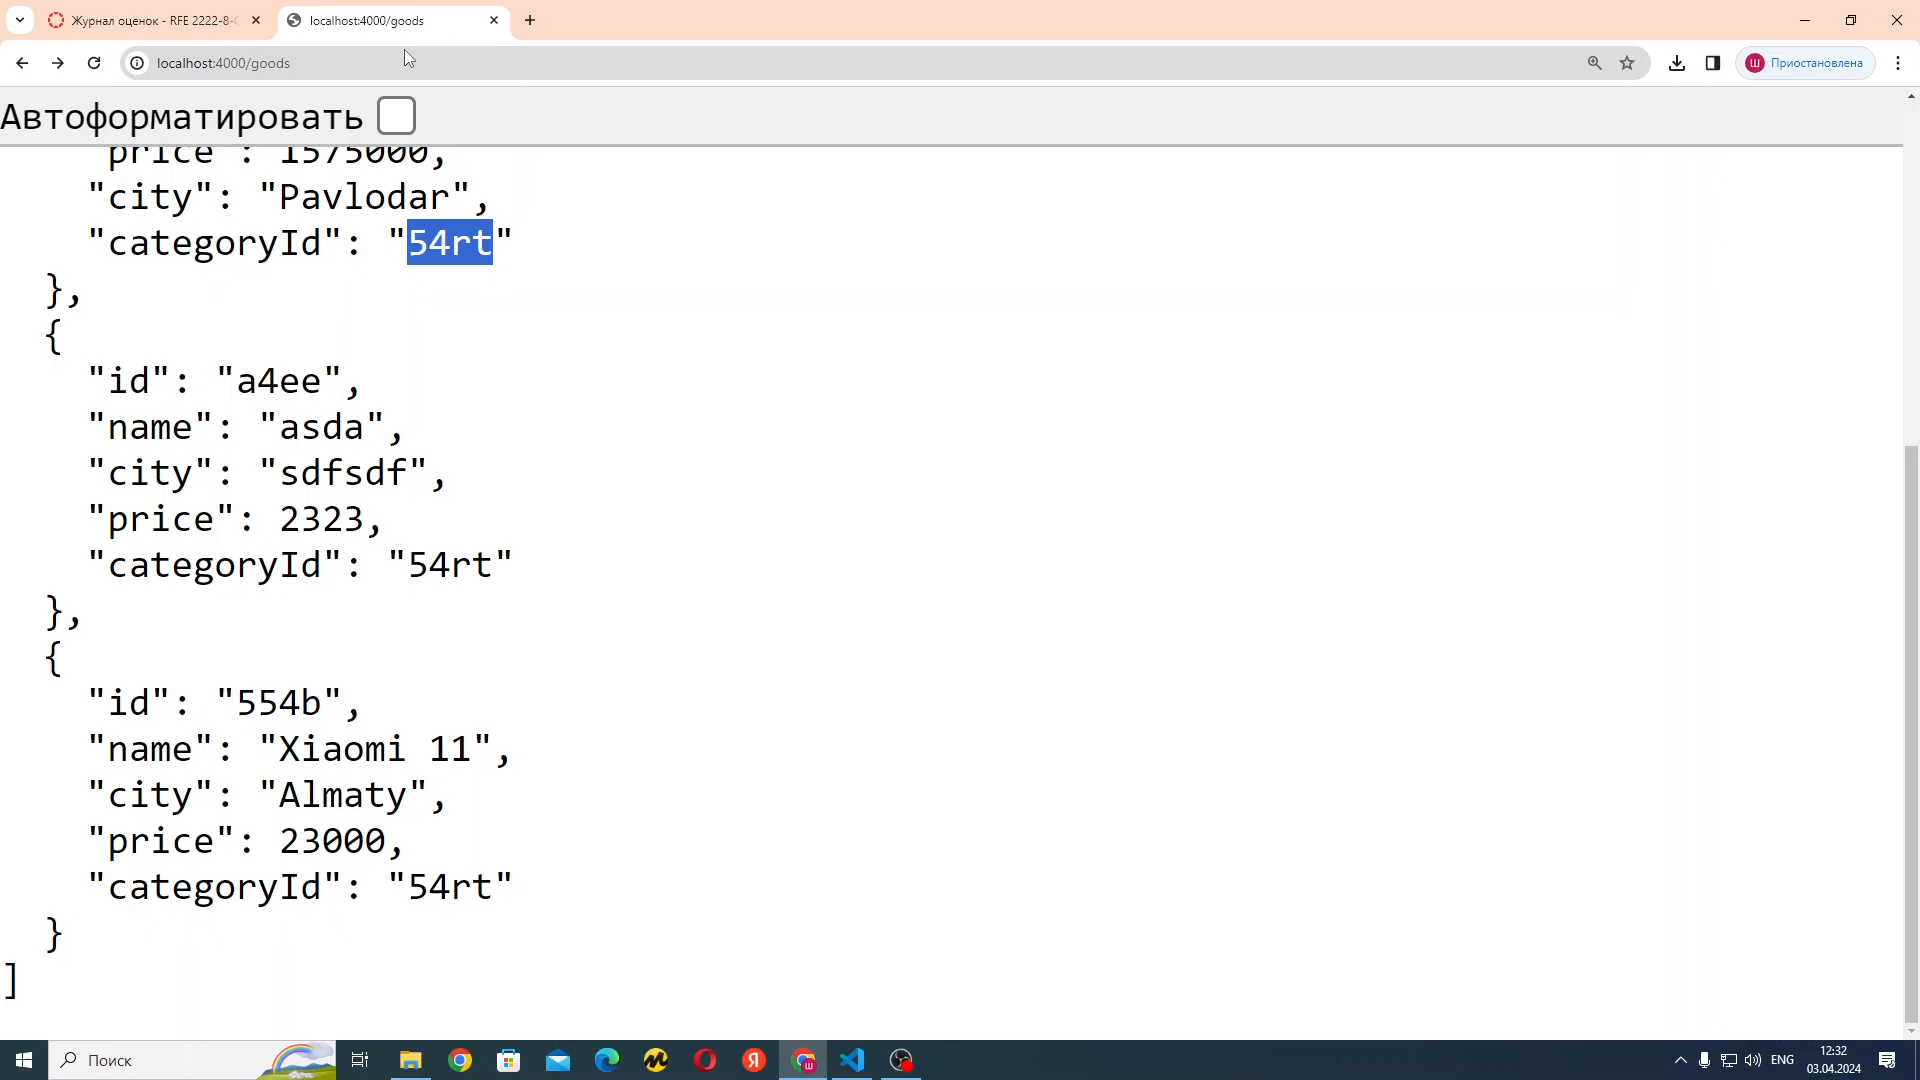 Журнал оценок - RFE 2222-8-
localhost:4000/goods
localhost:4000/goods
Ш Приостановлена
Автоформатировать
"price": 1575000,
"city": "Pavlodar",
"categoryId": "54rt"
},
{
"id": "a4ee",
"name": "asda",
"city": "sdfsdf",
"price": 2323,
"categoryId": "54rt"
},
{
"id": "554b",
"name": "Xiaomi 11",
"city": "Almaty",
"price": 23000,
"categoryId": "54rt"
}
]
Поиск
ENG
12:32
03.04.2024